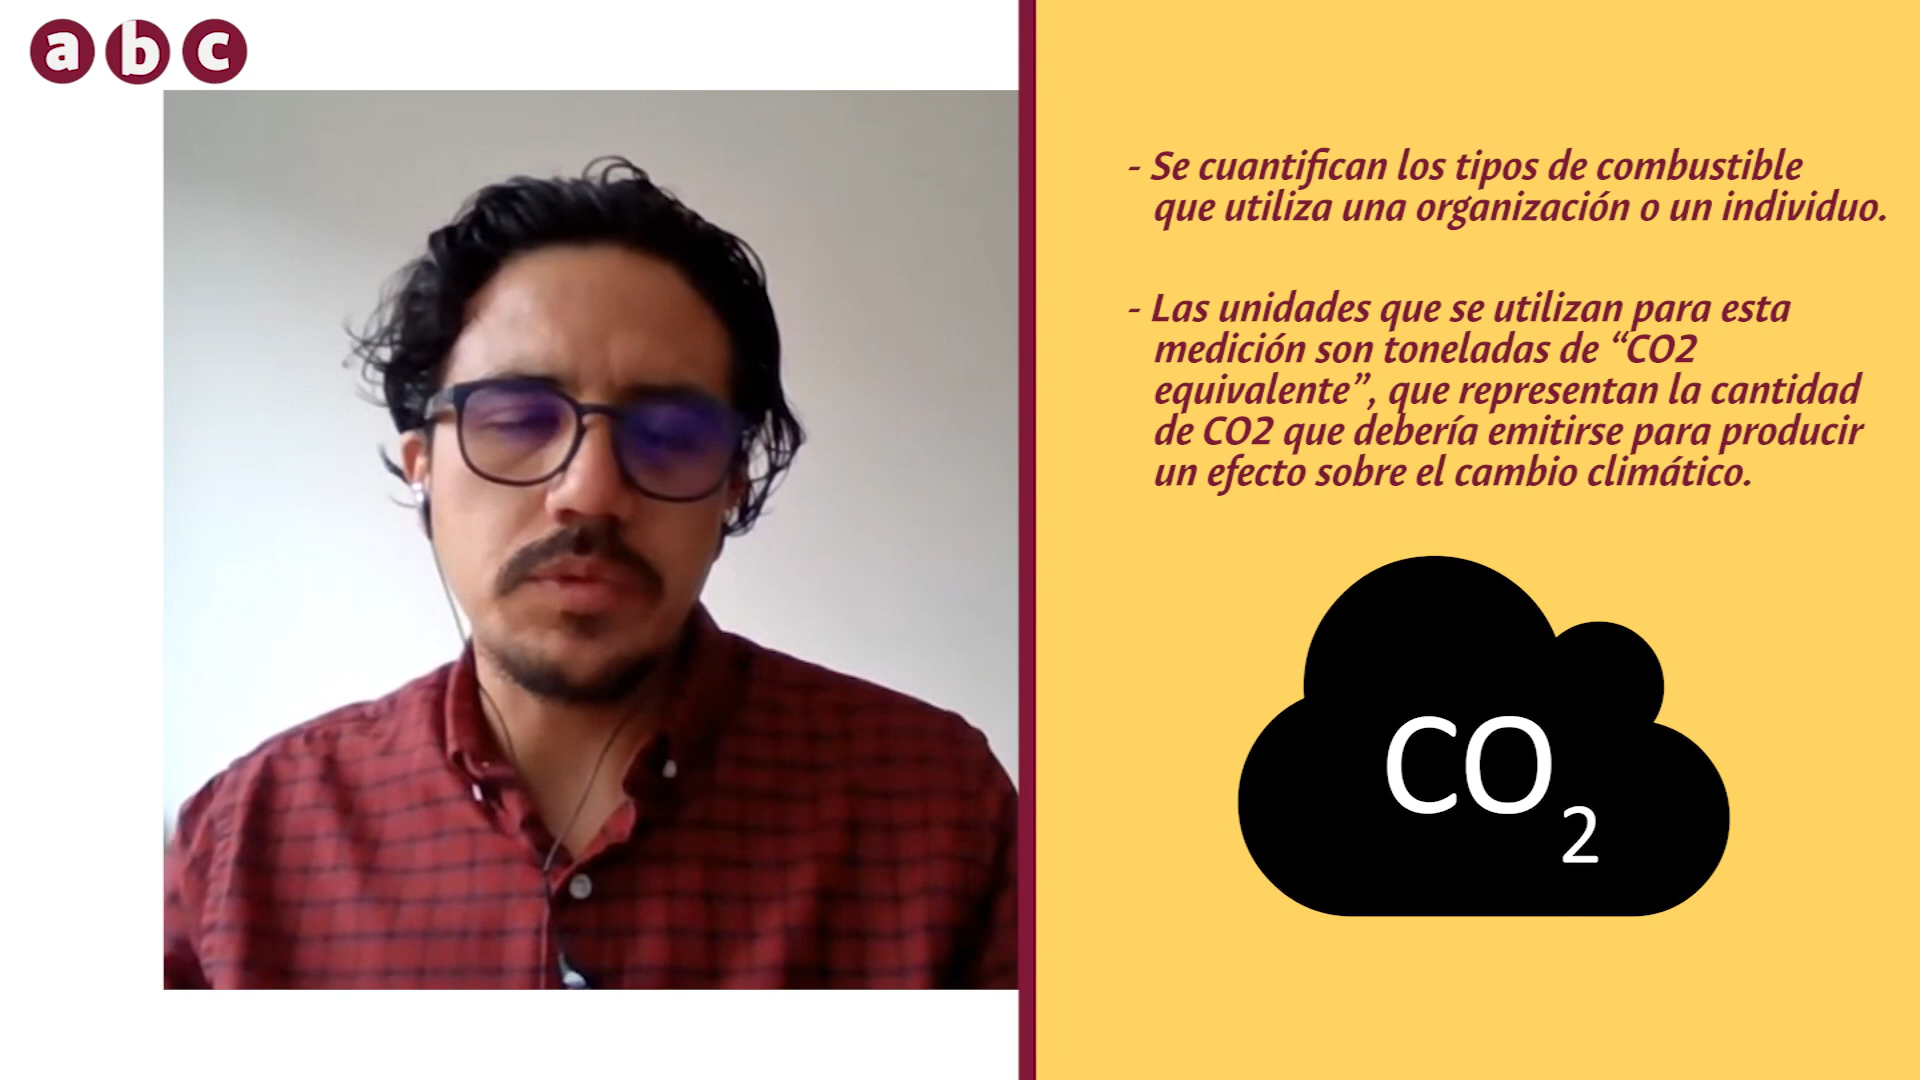 abc
- Se cuantifican los tipos de combustible
que utiliza una organización o un individuo.
- Las unidades que se utilizan para esta
medición son toneladas de “CO2
equivalente”, que representan la cantidad
de CO2 que debería emitirse para producir
un efecto sobre el cambio climático.
CO2